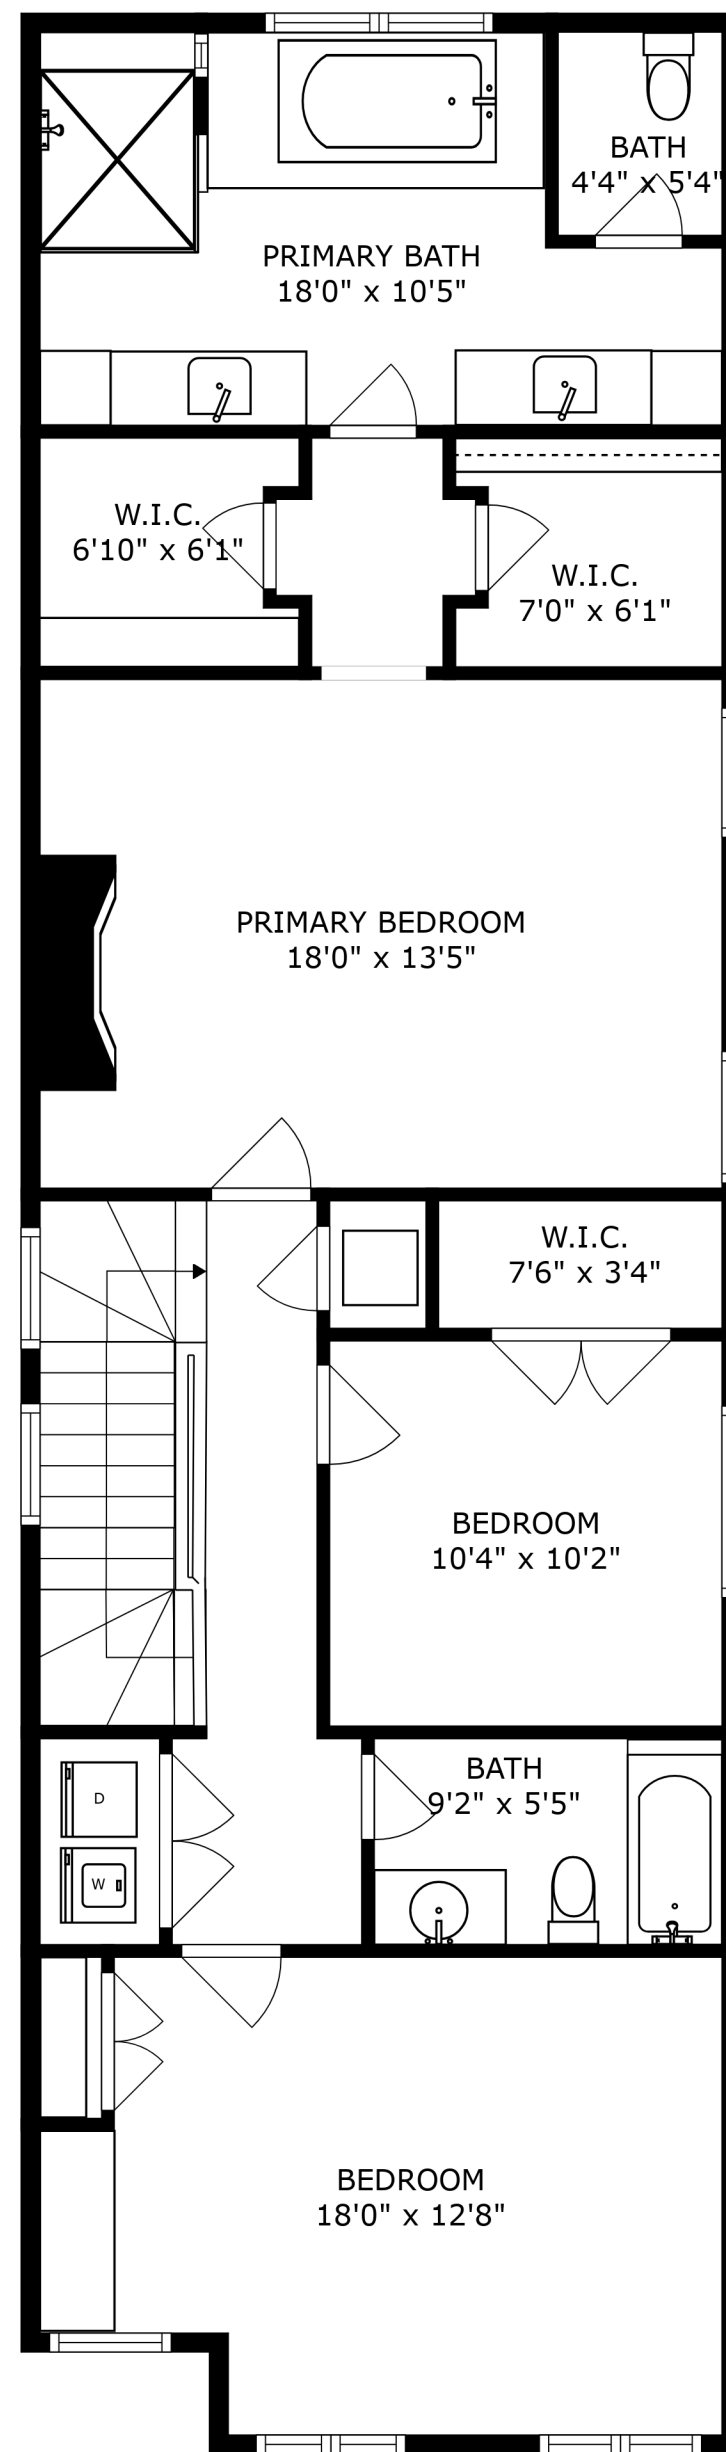 BATH
4'4" x 5'4"
PRIMARY BATH
18'0" x 10'5"
W.I.C.
6'10" x 6'1"
W.I.C.
7'0" x 6'1"
PRIMARY BEDROOM
18'0" x 13'5"
W.I.C.
7'6" x 3'4"
BEDROOM
10'4" x 10'2"
BATH
9'2" x 5'5"
D
W
BEDROOM
18'0" x 12'8"